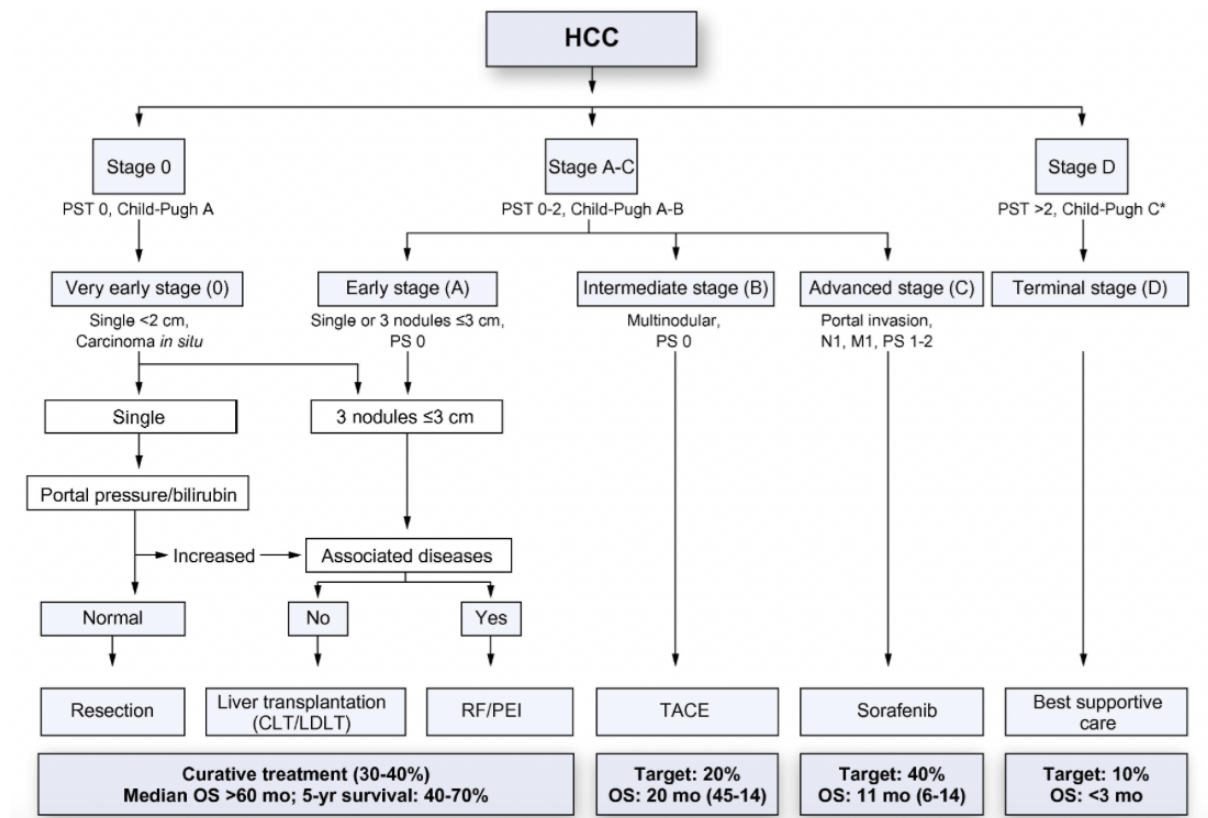 HCC
Stage 0
PST 0, Child-Pugh A
Stage A-C
PST 0-2, Child-Pugh A-B
Stage D
PST >2, Child-Pugh C*
Very early stage (0)
Single <2 cm,
Carcinoma in situ
Early stage (A)
Single or 3 nodules ≤3 cm,
PS 0
Intermediate stage (B)
Multinodular,
PS 0
Advanced stage (C)
Portal invasion,
N1, M1, PS 1-2
Terminal stage (D)
Single
3 nodules ≤3 cm
Portal pressure/bilirubin
Increased
Associated diseases
Normal
No
Yes
Resection
Liver transplantation
(CLT/LDLT)
RF/PEI
TACE
Sorafenib
Best supportive
care
Curative treatment (30-40%)
Median OS >60 mo; 5-yr survival: 40-70%
Target: 20%
OS: 20 mo (45-14)
Target: 40%
OS: 11 mo (6-14)
Target: 10%
OS: <3 mo